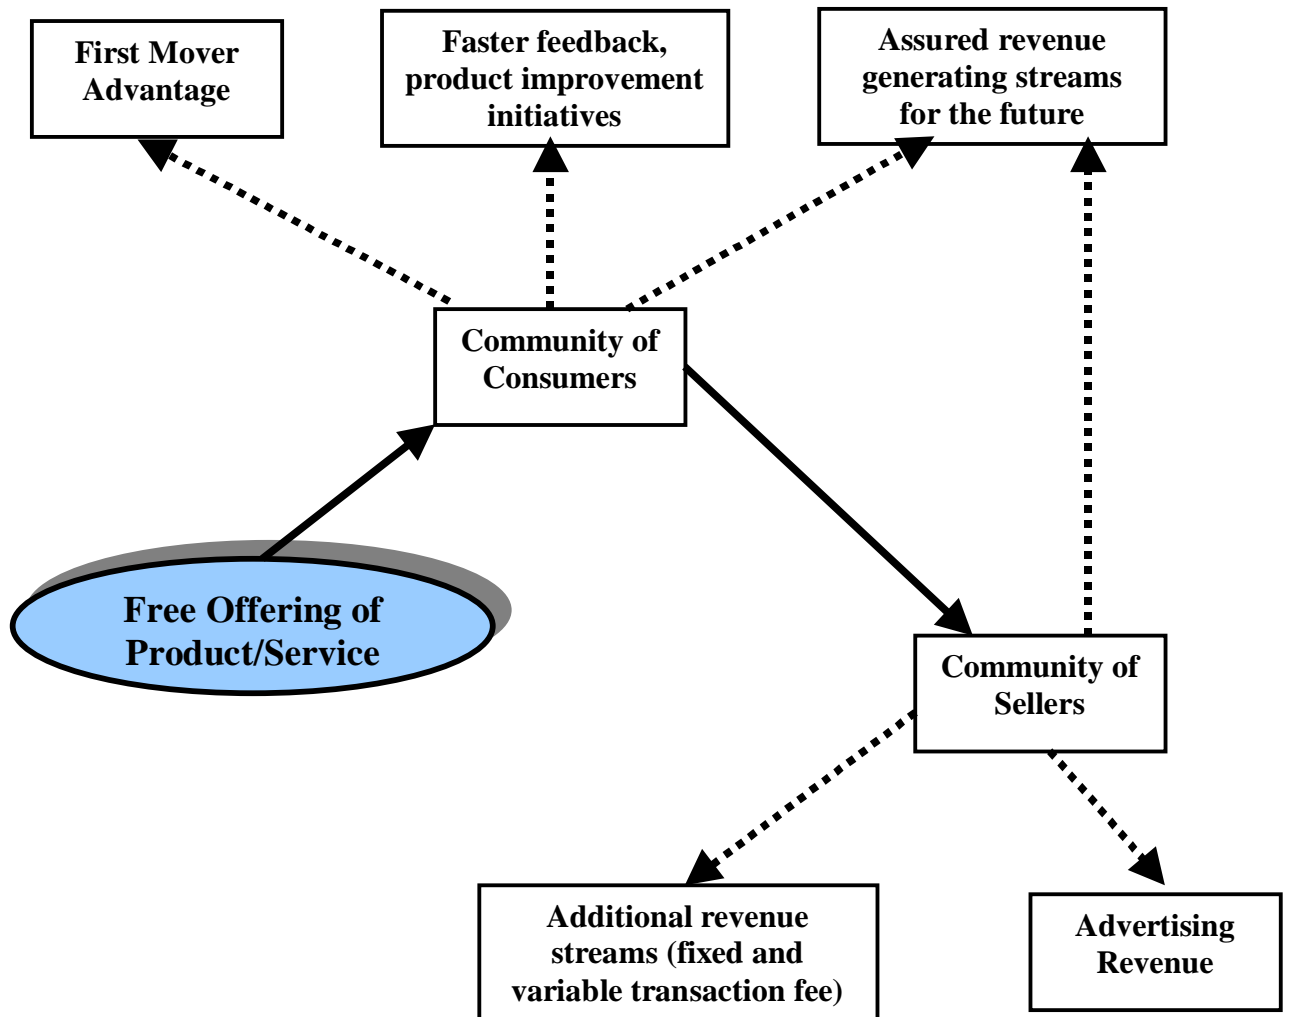 First Mover
Advantage
Faster feedback,
product improvement
initiatives
Assured revenue
generating streams
for the future
Community of
Consumers
Free Offering of
Product/Service
Community of
Sellers
Additional revenue
streams (fixed and
variable transaction fee)
Advertising
Revenue